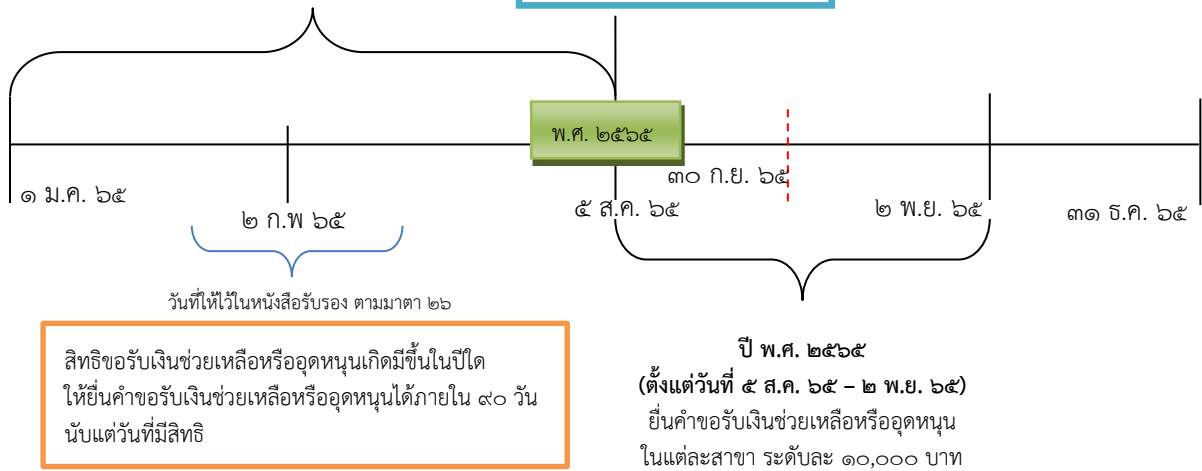 พ.ศ. ๒๕๖๕
๓๐ ก.ย. ๖๕
๑ ม.ค. ๖๕
๒ ก.พ ๖๕
๕ ส.ค. ๖๕
๒ พ.ย. ๖๕
๓๑ ธ.ค. ๖๕
วันที่ให้ไว้ในหนังสือรับรอง ตามมาตา ๒๖
สิทธิขอรับเงินช่วยเหลือหรืออุดหนุนเกิดมีขึ้นในปีใด
ให้ยื่นคำขอรับเงินช่วยเหลือหรืออุดหนุนได้ภายใน ๙๐ วัน
นับแต่วันที่มีสิทธิ
ปี พ.ศ. ๒๕๖๕
(ตั้งแต่วันที่ ๕ ส.ค. ๖๕ – ๒ พ.ย. ๖๕)
ยื่นคำขอรับเงินช่วยเหลือหรืออุดหนุน
ในแต่ละสาขา ระดับละ ๑๐,๐๐๐ บาท